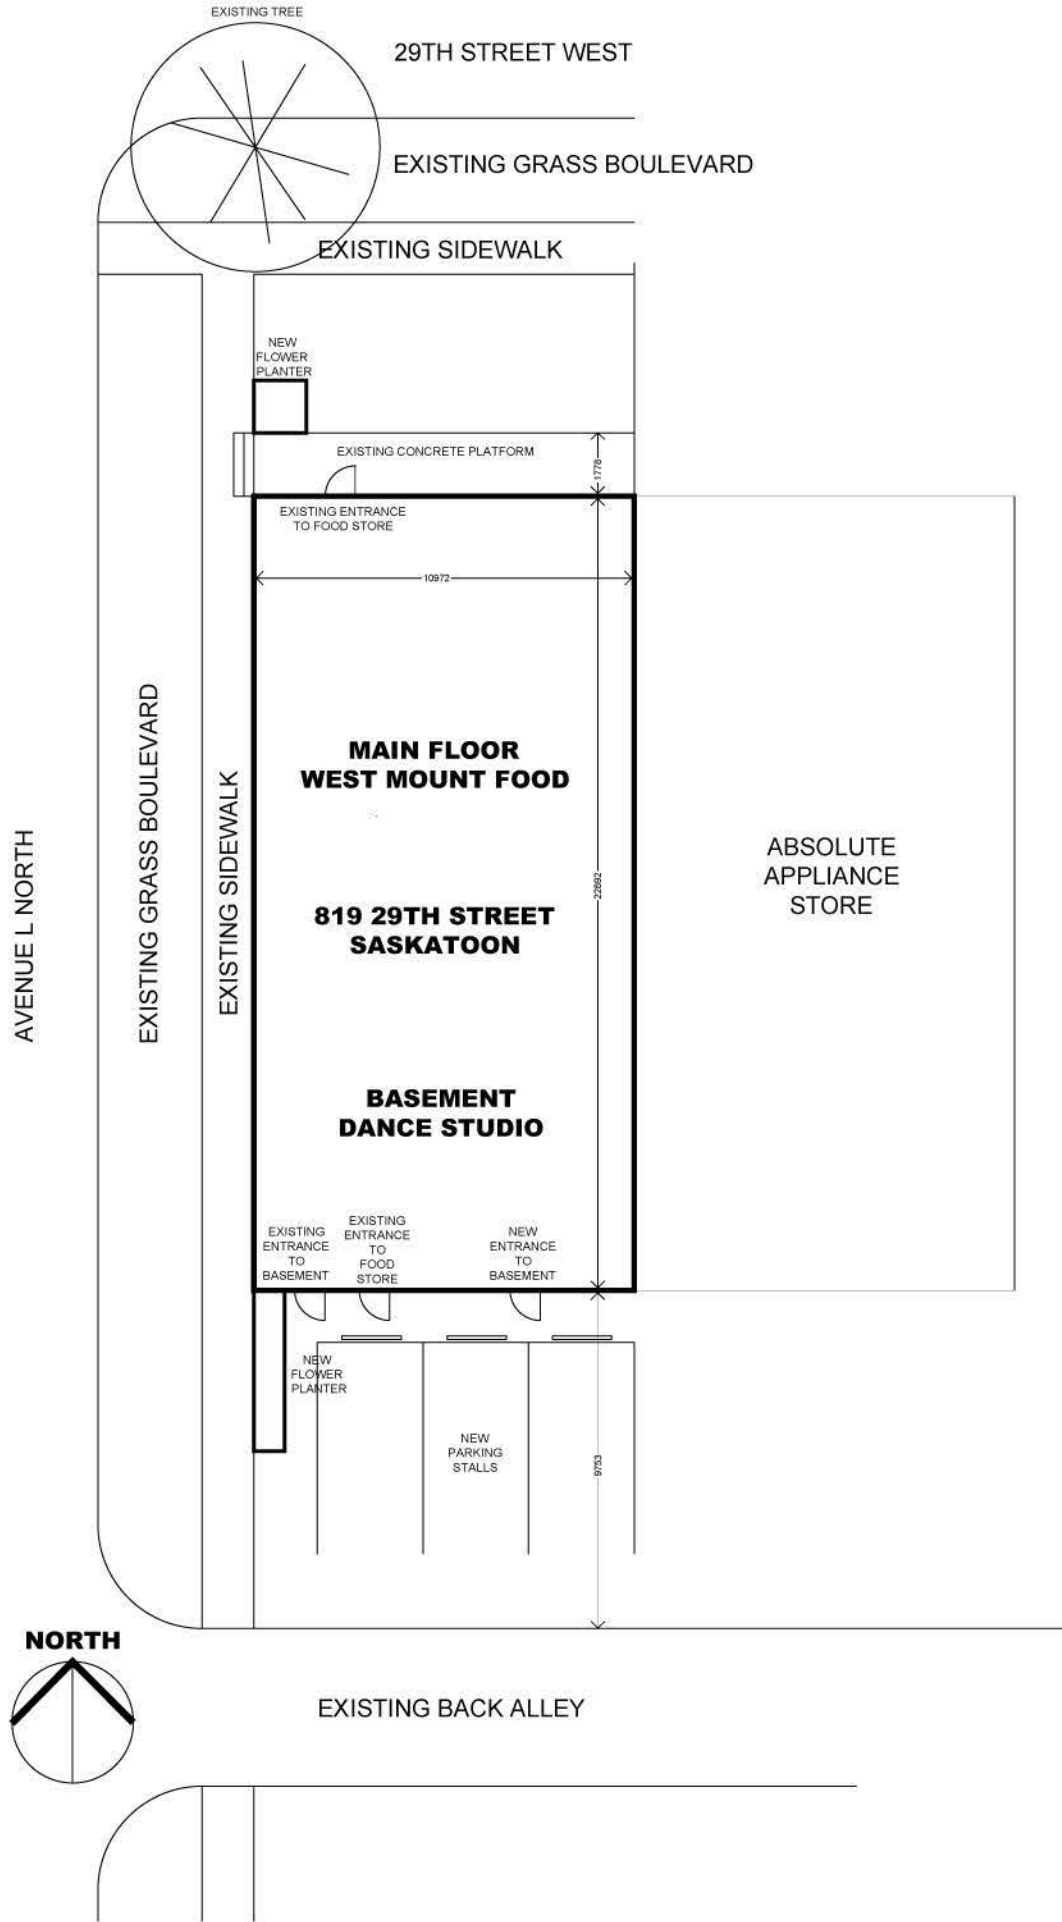 EXISTING TREE
29TH STREET WEST
EXISTING GRASS BOULEVARD
EXISTING SIDEWALK
NEW
FLOWER
PLANTER
EXISTING CONCRETE PLATFORM
1778
EXISTING ENTRANCE
TO FOOD STORE
10972
MAIN FLOOR
WEST MOUNT FOOD
22892
819 29TH STREET
SASKATOON
BASEMENT
DANCE STUDIO
AVENUE L NORTH
EXISTING GRASS BOULEVARD
EXISTING SIDEWALK
ABSOLUTE
APPLIANCE
STORE
EXISTING
ENTRANCE
TO
BASEMENT
EXISTING
ENTRANCE
TO
FOOD
STORE
NEW
ENTRANCE
TO
BASEMENT
NEW
FLOWER
PLANTER
NEW
PARKING
STALLS
9753
NORTH
EXISTING BACK ALLEY